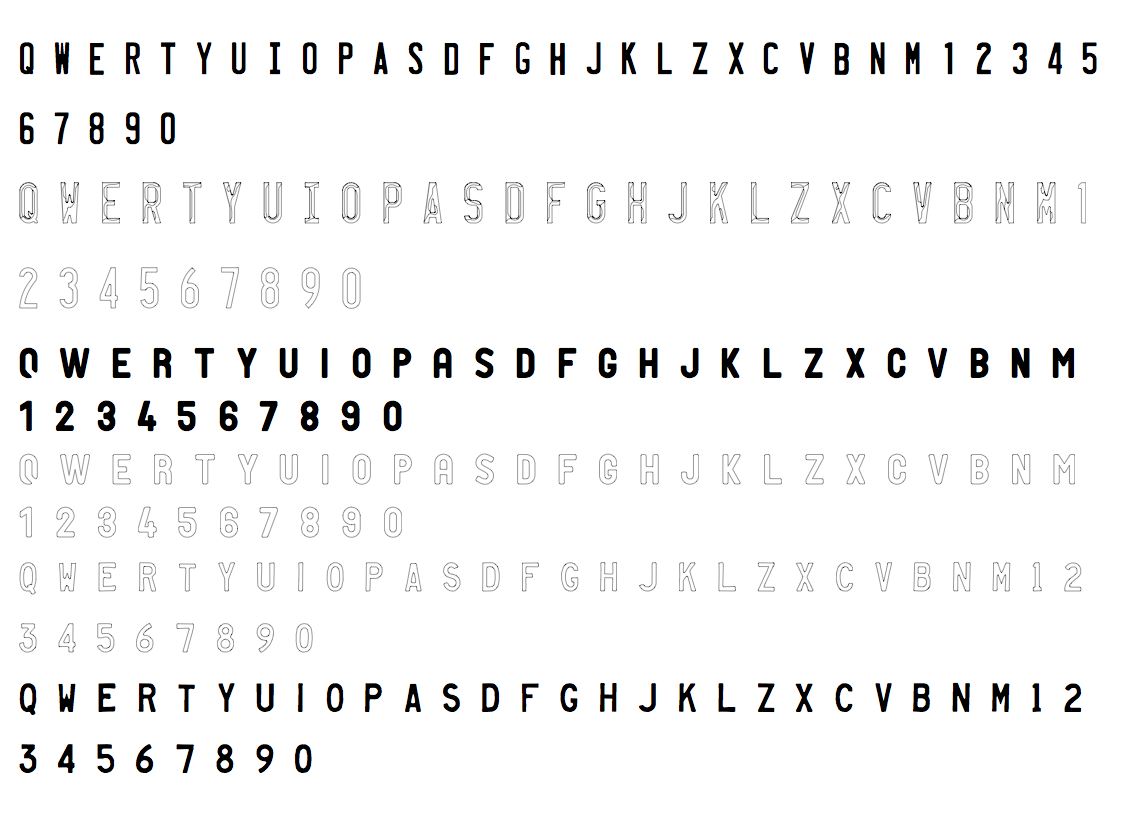 Q W E R T Y U I O P A S D F G H J K L Z X C V B N M 1 2 3 4 5
6 7 8 9 0
Q W E R T Y U I O P A S D F G H J K L Z X C V B N M 1
2 3 4 5 6 7 8 9 0
Q W E R T Y U I O P A S D F G H J K L Z X C V B N M
1 2 3 4 5 6 7 8 9 0
Q W E R T Y U I O P A S D F G H J K L Z X C V B N M
1 2 3 4 5 6 7 8 9 0
Q W E R T Y U I O P A S D F G H J K L Z X C V B N M 1 2
3 4 5 6 7 8 9 0
Q W E R T Y U I O P A S D F G H J K L Z X C V B N M 1 2
3 4 5 6 7 8 9 0